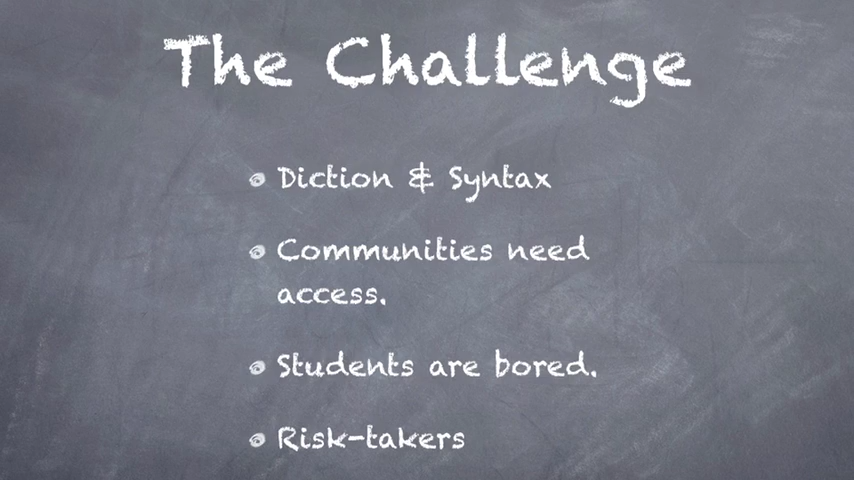 The Challenge
Diction & Syntax
Communities need
access.
Students are bored.
Risk-takers